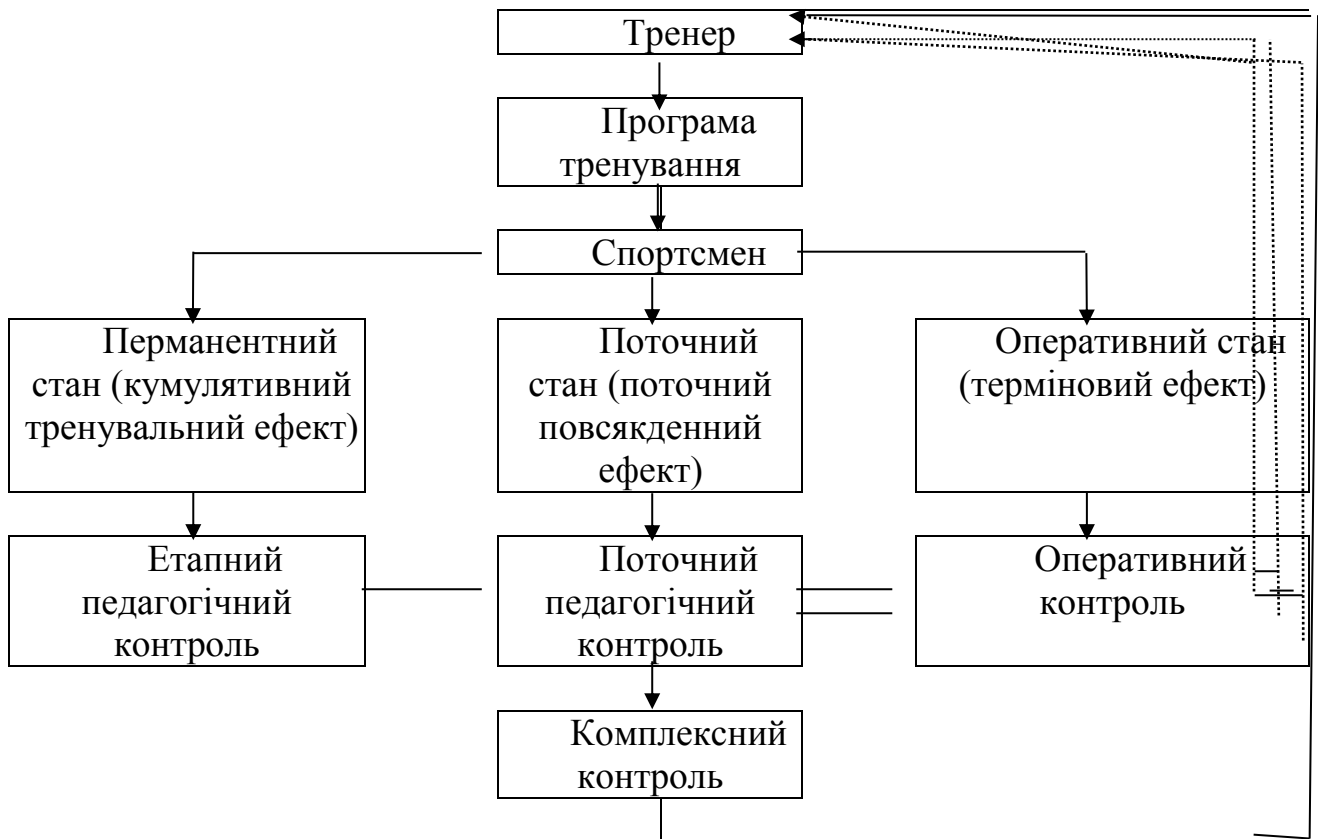 Тренер
Програма
тренування
Спортсмен
Перманентний
стан (кумулятивний
тренувальний ефект)
Поточний
стан (поточний
повсякденний
ефект)
Оперативний стан
(терміновий ефект)
Етапний
педагогічний
контроль
Поточний
педагогічний
контроль
Оперативний
контроль
Комплексний
контроль